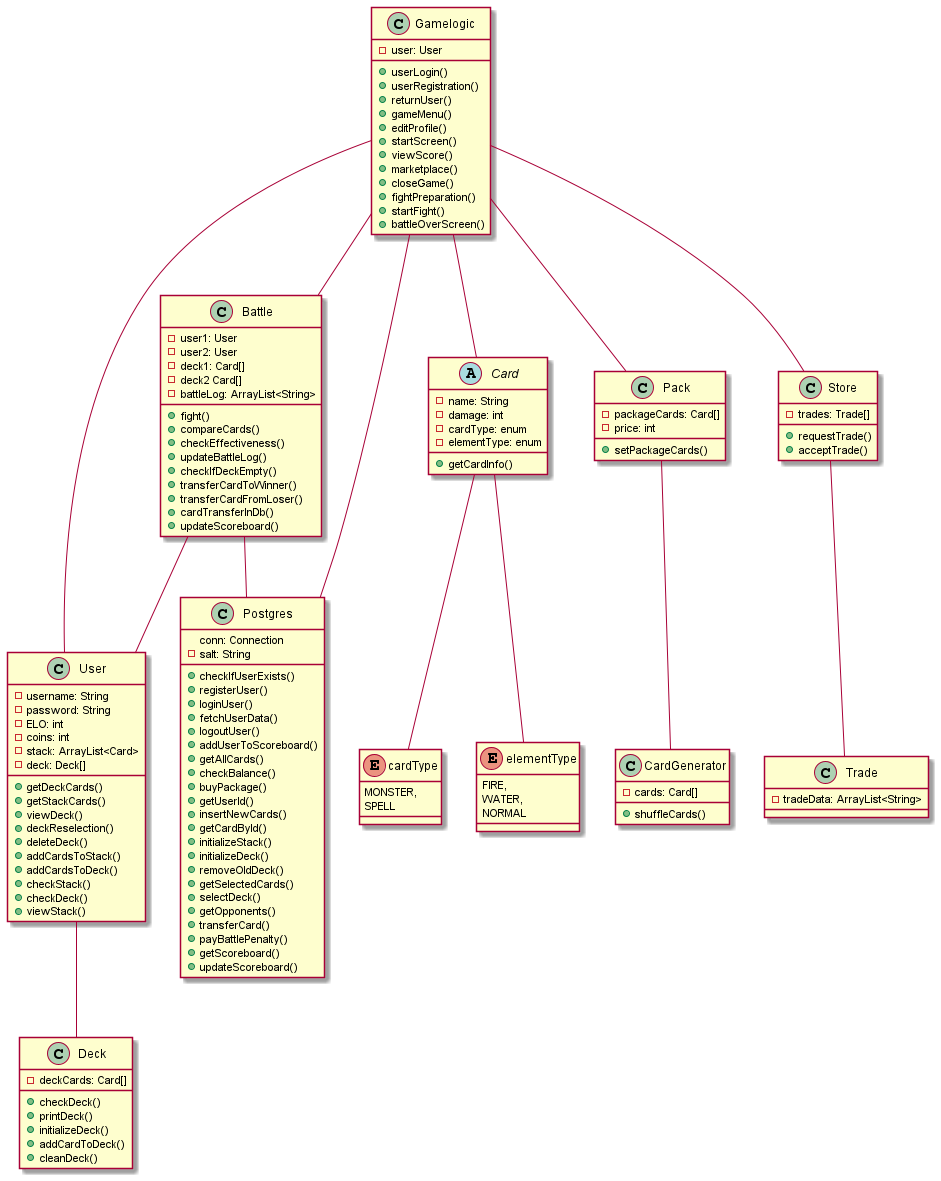 C Gamelogic
user: User
userLogin()
userRegistration()
returnUser()
gameMenu()
editProfile()
startScreen()
viewScore()
marketplace()
closeGame()
fightPreparation()
startFight()
battleOverScreen()
C Battle
user1: User
user2: User
deck1: Card[]
deck2 Card[]
battleLog: ArrayList<String>
fight()
compareCards()
checkEffectiveness()
updateBattleLog()
checkIfDeckEmpty()
transferCardToWinner()
transferCardFromLoser()
cardTransferInDb()
updateScoreboard()
A Card
name: String
damage: int
cardType: enum
elementType: enum
getCardInfo()
C Pack
packageCards: Card[]
price: int
setPackageCards()
C Store
trades: Trade[]
requestTrade()
acceptTrade()
C User
username: String
password: String
ELO: int
coins: int
stack: ArrayList<Card>
deck: Deck[]
getDeckCards()
getStackCards()
viewDeck()
deckReselection()
deleteDeck()
addCardsToStack()
addCardsToDeck()
checkStack()
checkDeck()
viewStack()
C Postgres
conn: Connection
salt: String
checkIfUserExists()
registerUser()
loginUser()
fetchUserData()
logoutUser()
addUserToScoreboard()
getAllCards()
checkBalance()
buyPackage()
getUserId()
insertNewCards()
getCardById()
initializeStack()
initializeDeck()
removeOldDeck()
getSelectedCards()
selectDeck()
getOpponents()
transferCard()
payBattlePenalty()
getScoreboard()
updateScoreboard()
E cardType
MONSTER,
SPELL
E elementType
FIRE,
WATER,
NORMAL
C CardGenerator
cards: Card[]
shuffleCards()
C Trade
tradeData: ArrayList<String>
C Deck
deckCards: Card[]
checkDeck()
printDeck()
initializeDeck()
addCardToDeck()
cleanDeck()